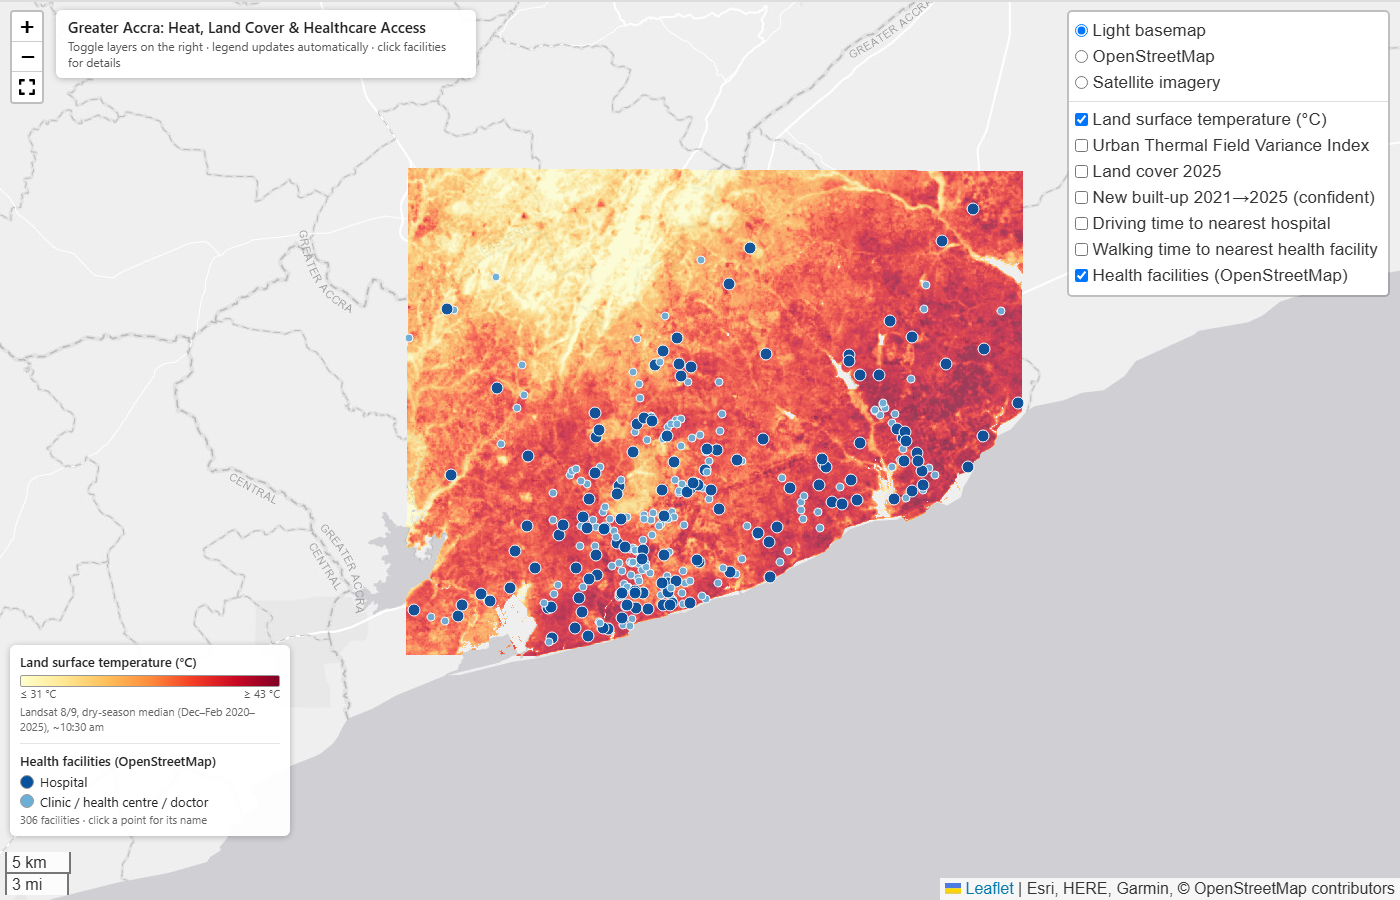 +
−
Greater Accra: Heat, Land Cover & Healthcare Access
Toggle layers on the right · legend updates automatically · click facilities
for details
GREATER ACCRA
Light basemap
OpenStreetMap
Satellite imagery
Land surface temperature (°C)
Urban Thermal Field Variance Index
Land cover 2025
New built-up 2021→2025 (confident)
Driving time to nearest hospital
Walking time to nearest health facility
Health facilities (OpenStreetMap)
GREATER ACCRA
CENTRAL
GREATER ACCRA
CENTRAL
Land surface temperature (°C)
≤ 31 °C
≥ 43 °C
Landsat 8/9, dry-season median (Dec–Feb 2020–
2025), ~10:30 am
Health facilities (OpenStreetMap)
Hospital
Clinic / health centre / doctor
306 facilities · click a point for its name
5 km
3 mi
Leaflet | Esri, HERE, Garmin, © OpenStreetMap contributors